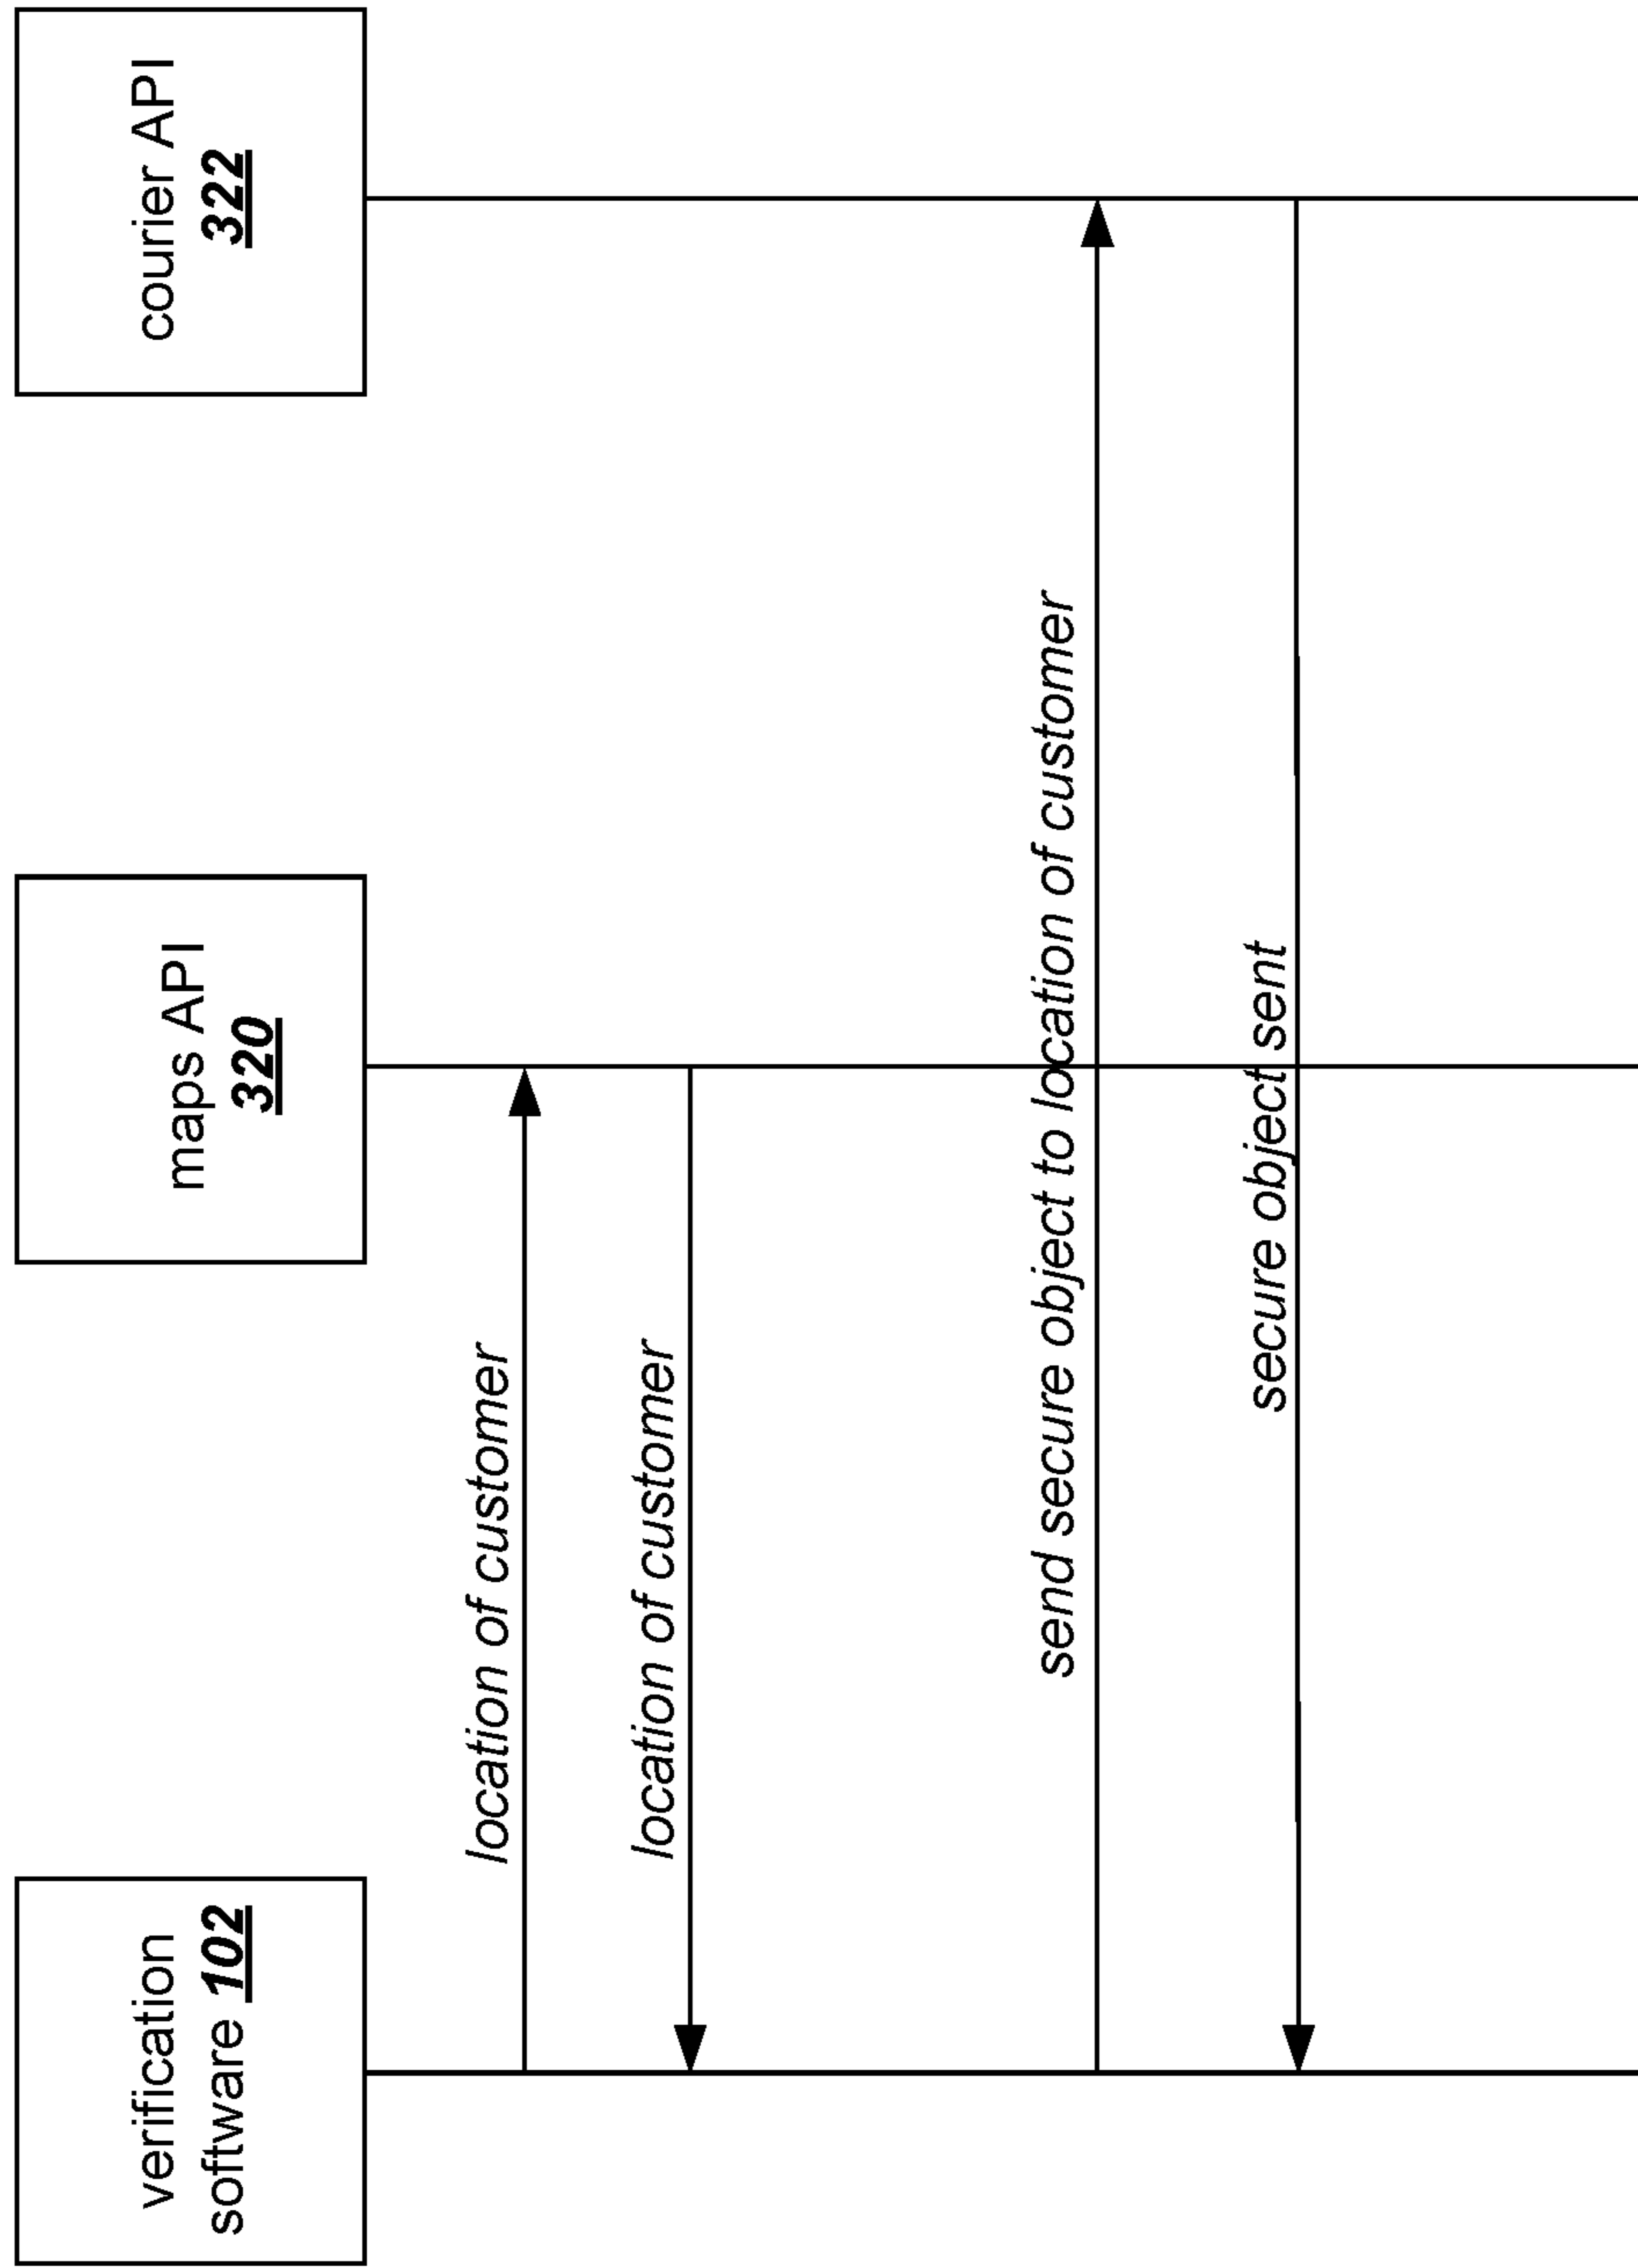 verification
software 102
maps API
320
courier API
322
location of customer
location of customer
send secure object to location of customer
secure object sent